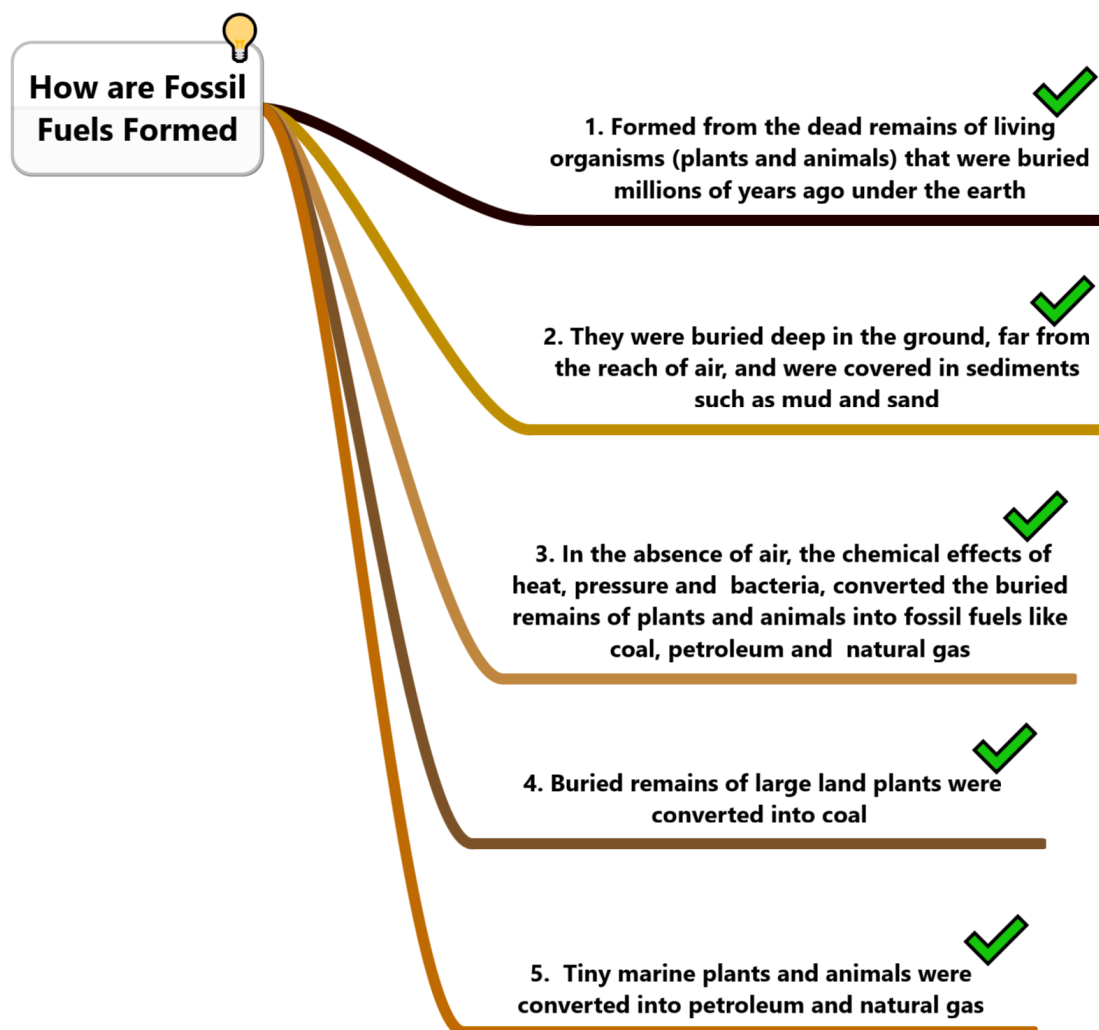 How are Fossil
Fuels Formed
1. Formed from the dead remains of living
organisms (plants and animals) that were buried
millions of years ago under the earth
2. They were buried deep in the ground, far from
the reach of air, and were covered in sediments
such as mud and sand
3. In the absence of air, the chemical effects of
heat, pressure and  bacteria, converted the buried
remains of plants and animals into fossil fuels like
coal, petroleum and  natural gas
4. Buried remains of large land plants were
converted into coal
5.  Tiny marine plants and animals were
converted into petroleum and natural gas